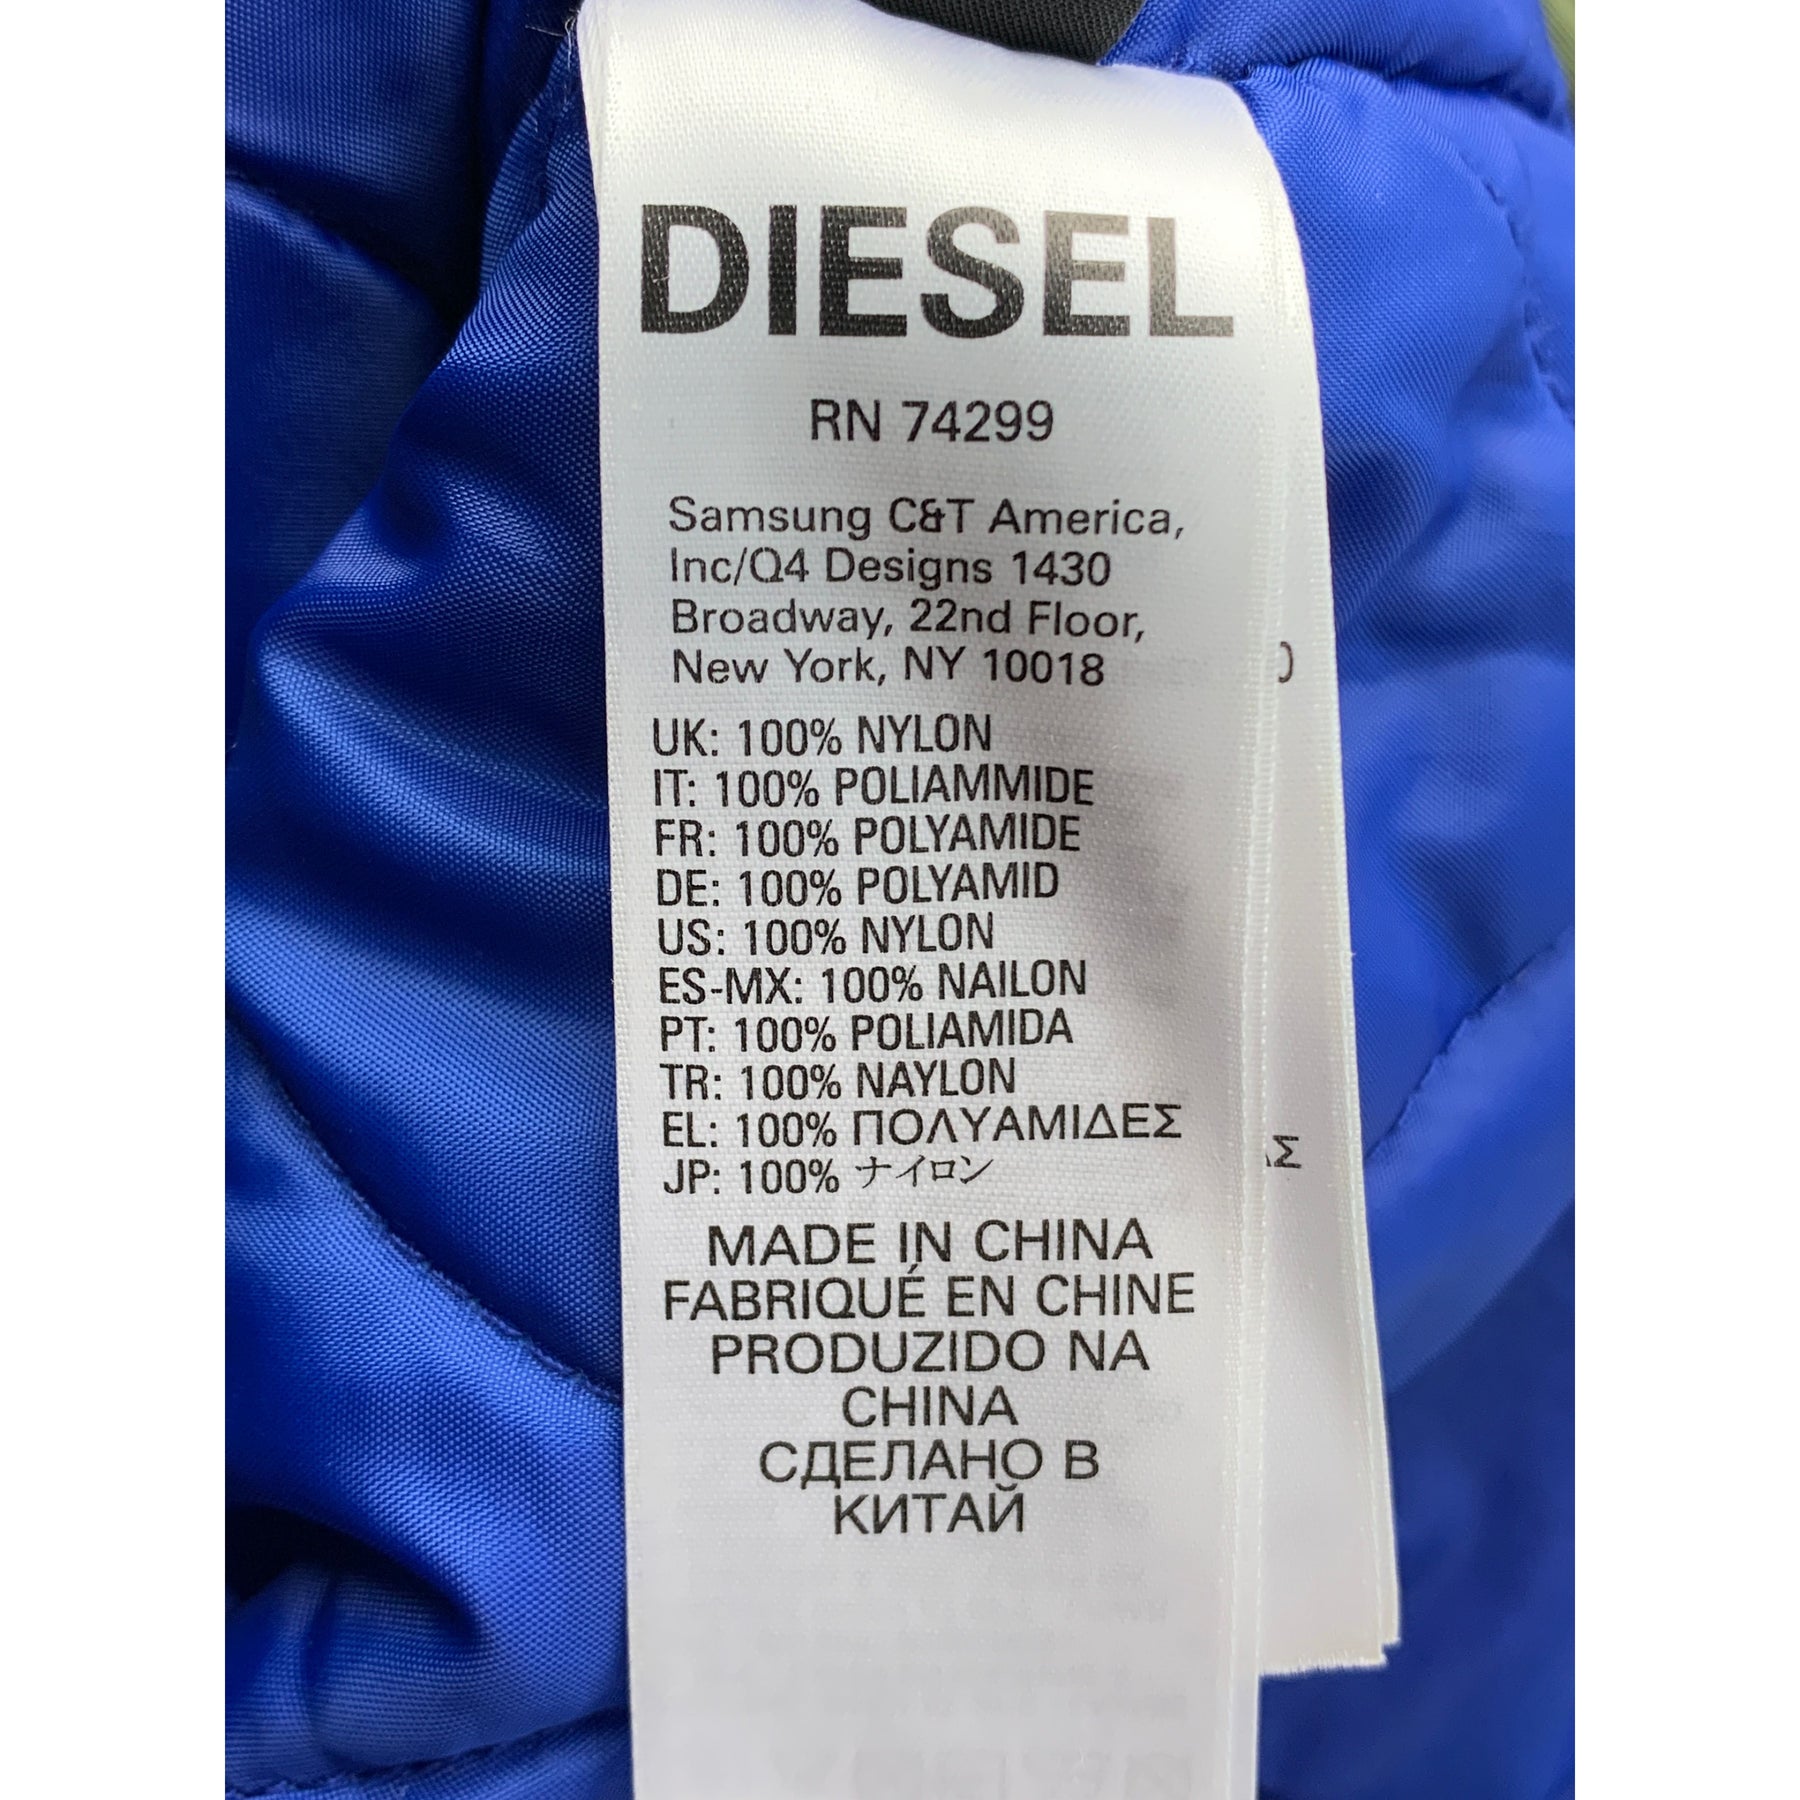 DIESEL
RN 74299
Samsung C&T America,
Inc/Q4 Designs 1430
Broadway, 22nd Floor,
New York, NY 10018
UK: 100% NYLON
IT: 100% POLIAMMIDE
FR: 100% POLYAMIDE
DE: 100% POLYAMID
US: 100% NYLON
ES-MX: 100% NAILON
PT: 100% POLIAMIDA
TR: 100% NAYLON
EL: 100% ΠΟΛΥΑΜΙΔΕΣ
JP: 100% ナイロン
MADE IN CHINA
FABRIQUÉ EN CHINE
PRODUZIDO NA
CHINA
СДЕЛАНО В
КИТАЙ